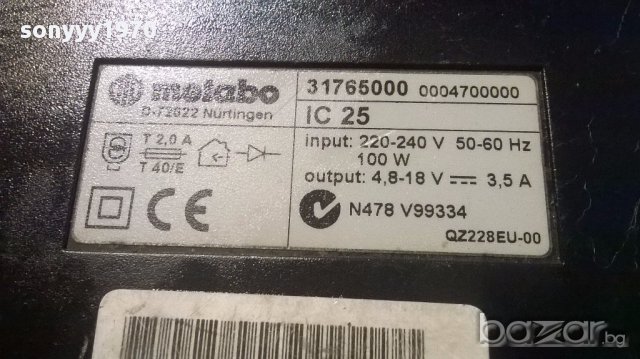 sonyyy1970
metabo
D-72622 Nürtingen
31765000 0004700000
IC 25
T 2,0 A
T 40/E
input: 220-240 V 50-60 Hz
100 W
output: 4,8-18 V ⎓ 3,5 A
CE
N478 V99334
QZ228EU-00
bazar.bg